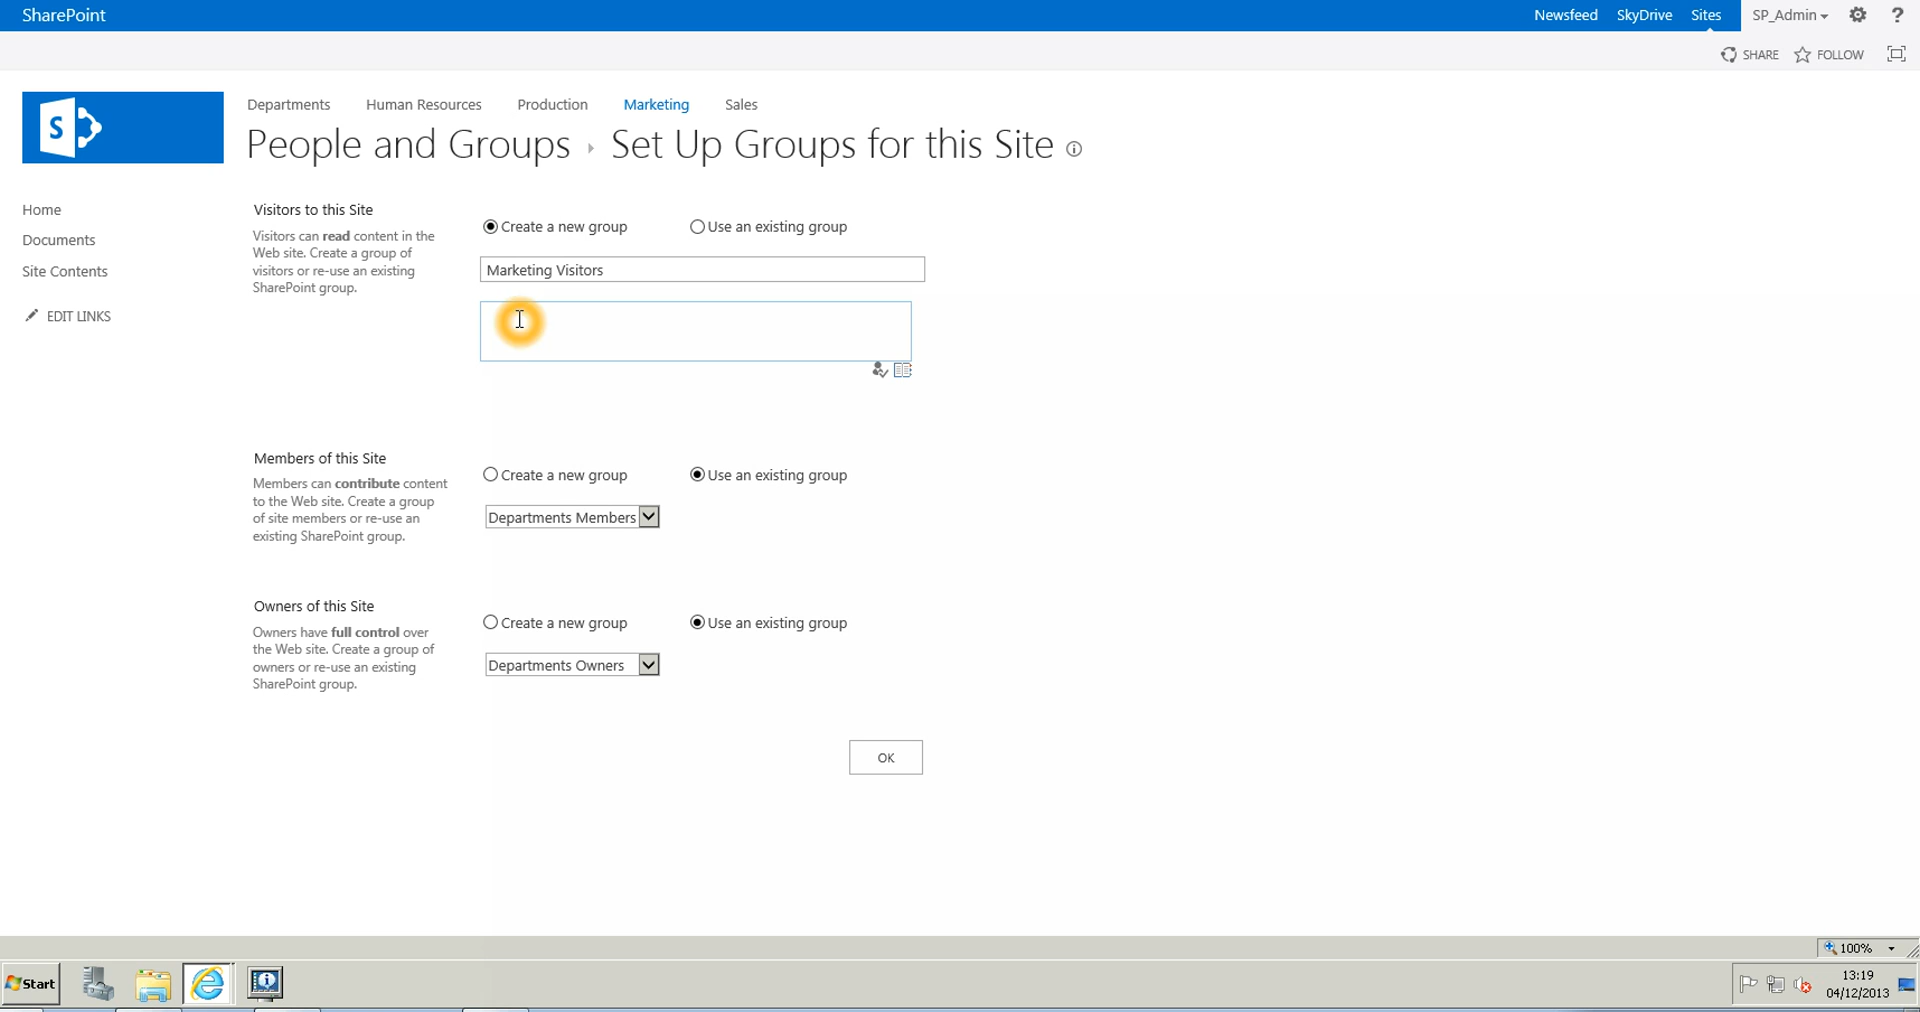 SharePoint
Newsfeed SkyDrive Sites SP_Admin ?
SHARE FOLLOW
S
Departments Human Resources Production Marketing Sales
People and Groups Set Up Groups for this Site
Home
Documents
Site Contents
EDIT LINKS
Visitors to this Site
Visitors can read content in the
Web site. Create a group of
visitors or re-use an existing
SharePoint group.
Create a new group Use an existing group
Marketing Visitors
Members of this Site
Members can contribute content
to the Web site. Create a group
of site members or re-use an
existing SharePoint group.
Create a new group Use an existing group
Departments Members
Owners of this Site
Owners have full control over
the Web site. Create a group of
owners or re-use an existing
SharePoint group.
Create a new group Use an existing group
Departments Owners
OK
100%
Start
13:19
04/12/2013